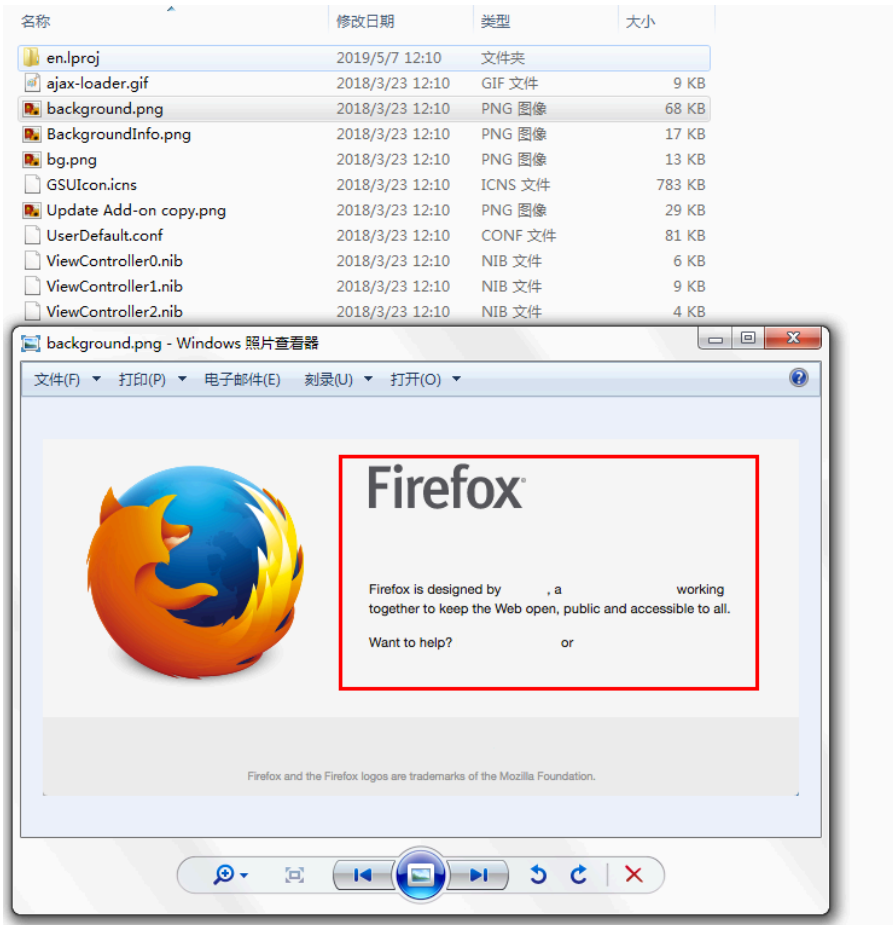 名称 修改日期 类型 大小
en.lproj 2019/5/7 12:10 文件夹
ajax-loader.gif 2018/3/23 12:10 GIF 文件 9 KB
background.png 2018/3/23 12:10 PNG 图像 68 KB
BackgroundInfo.png 2018/3/23 12:10 PNG 图像 17 KB
bg.png 2018/3/23 12:10 PNG 图像 13 KB
GSUIcon.icns 2018/3/23 12:10 ICNS 文件 783 KB
Update Add-on copy.png 2018/3/23 12:10 PNG 图像 29 KB
UserDefault.conf 2018/3/23 12:10 CONF 文件 81 KB
ViewController0.nib 2018/3/23 12:10 NIB 文件 6 KB
ViewController1.nib 2018/3/23 12:10 NIB 文件 9 KB
ViewController2.nib 2018/3/23 12:10 NIB 文件 4 KB
background.png - Windows 照片查看器
文件(F) 打印(P) 电子邮件(E) 刻录(U) 打开(O)
Firefox
Firefox is designed by , a working
together to keep the Web open, public and accessible to all.
Want to help? or
Firefox and the Firefox logos are trademarks of the Mozilla Foundation.